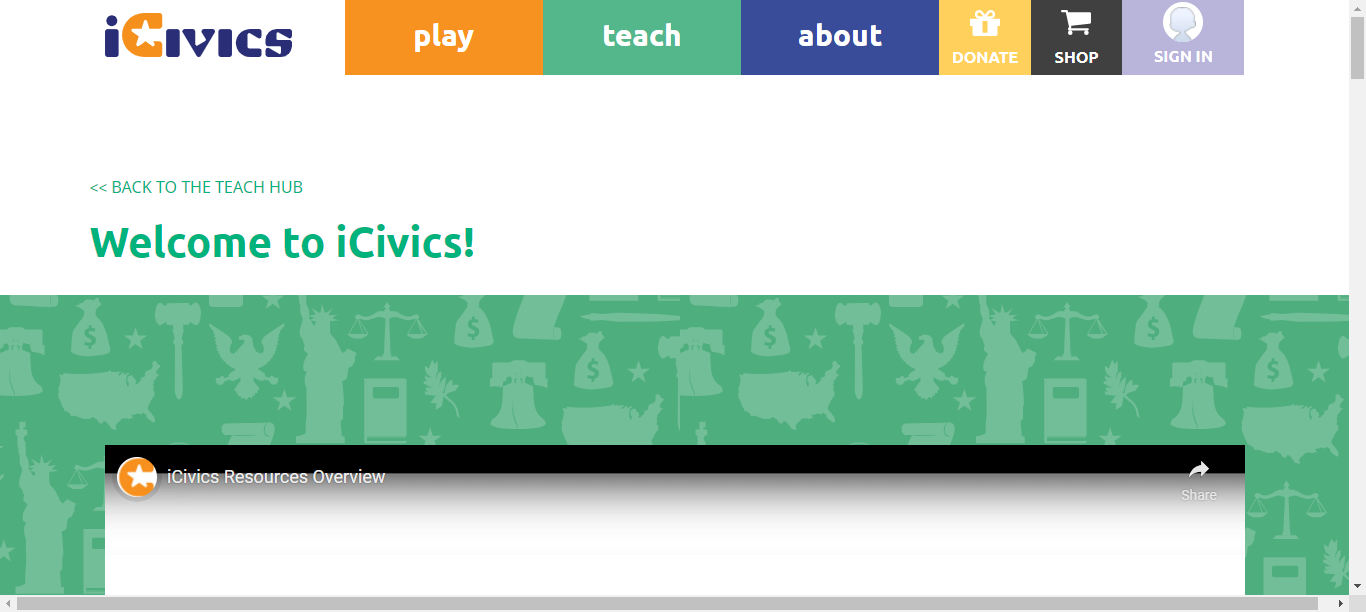 iCivics
play
teach
about
DONATE
SHOP
SIGN IN
<< BACK TO THE TEACH HUB
Welcome to iCivics!
iCivics Resources Overview
Share